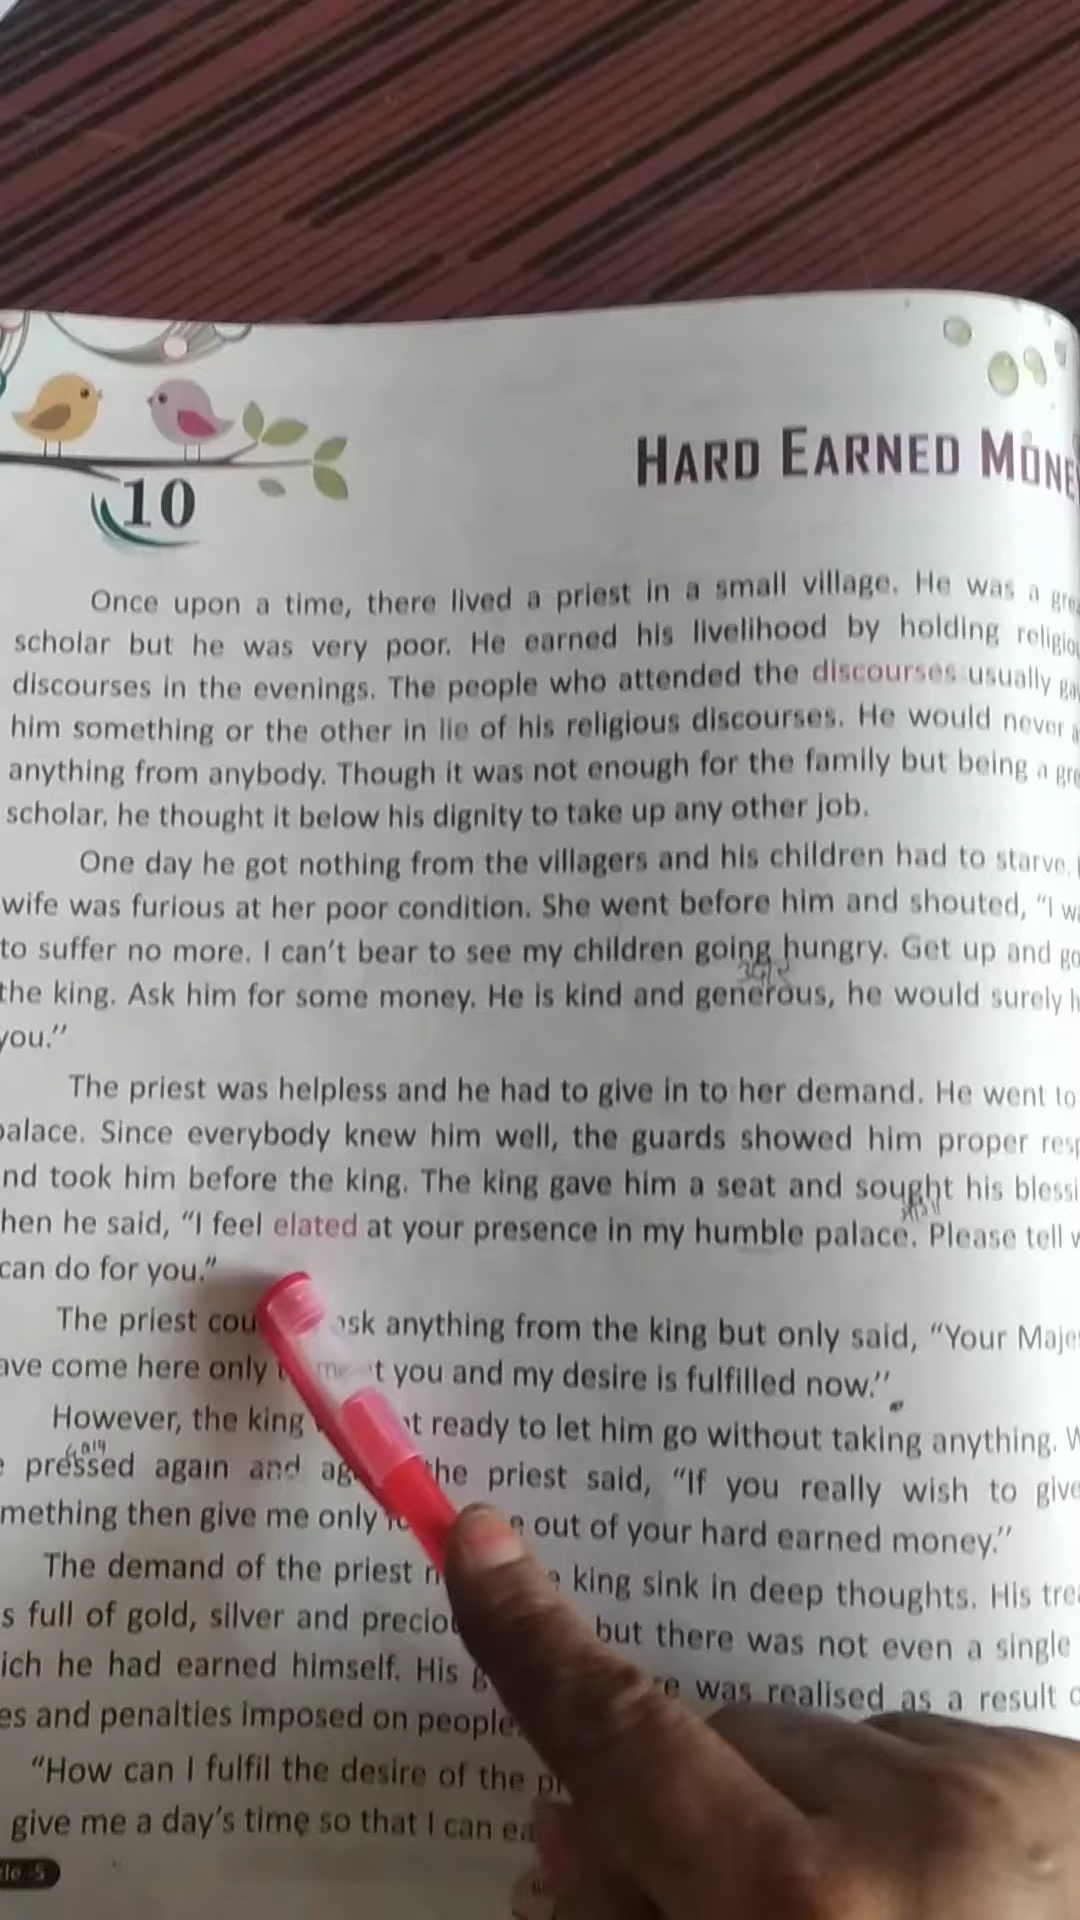 10
HARD EARNED
Once upon a time, there lived a priest in a small village. He was a
scholar but he was very poor. He earned his livelihood by holding
discourses in the evenings. The people who attended the discourses usually
him something or the other in lie of his religious discourses. He would never
anything from anybody. Though it was not enough for the family but being a
scholar, he thought it below his dignity to take up any other job.
One day he got nothing from the villagers and his children had to starve.
wife was furious at her poor condition. She went before him and shouted, “I
to suffer no more. I can’t bear to see my children going hungry. Get up and
the king. Ask him for some money. He is kind and generous, he would surely
you.”
The priest was helpless and he had to give in to her demand. He went to
palace. Since everybody knew him well, the guards showed him proper
took him before the king. The king gave him a seat and sought his
he said, “I feel elated at your presence in my humble palace. Please tell
can do for you.”
The priest ask anything from the king but only said, “Your
come here only you and my desire is fulfilled now.”
However, the king ready to let him go without taking anything.
pressed again and the priest said, “If you really wish to give
then give me only out of your hard earned money.”
The demand of the priest king sink in deep thoughts. His
full of gold, silver and but there was not even a single
he had earned himself. His was realised as a result
and penalties imposed on people
“How can I fulfil the desire of the
give me a day’s time so that I can
5